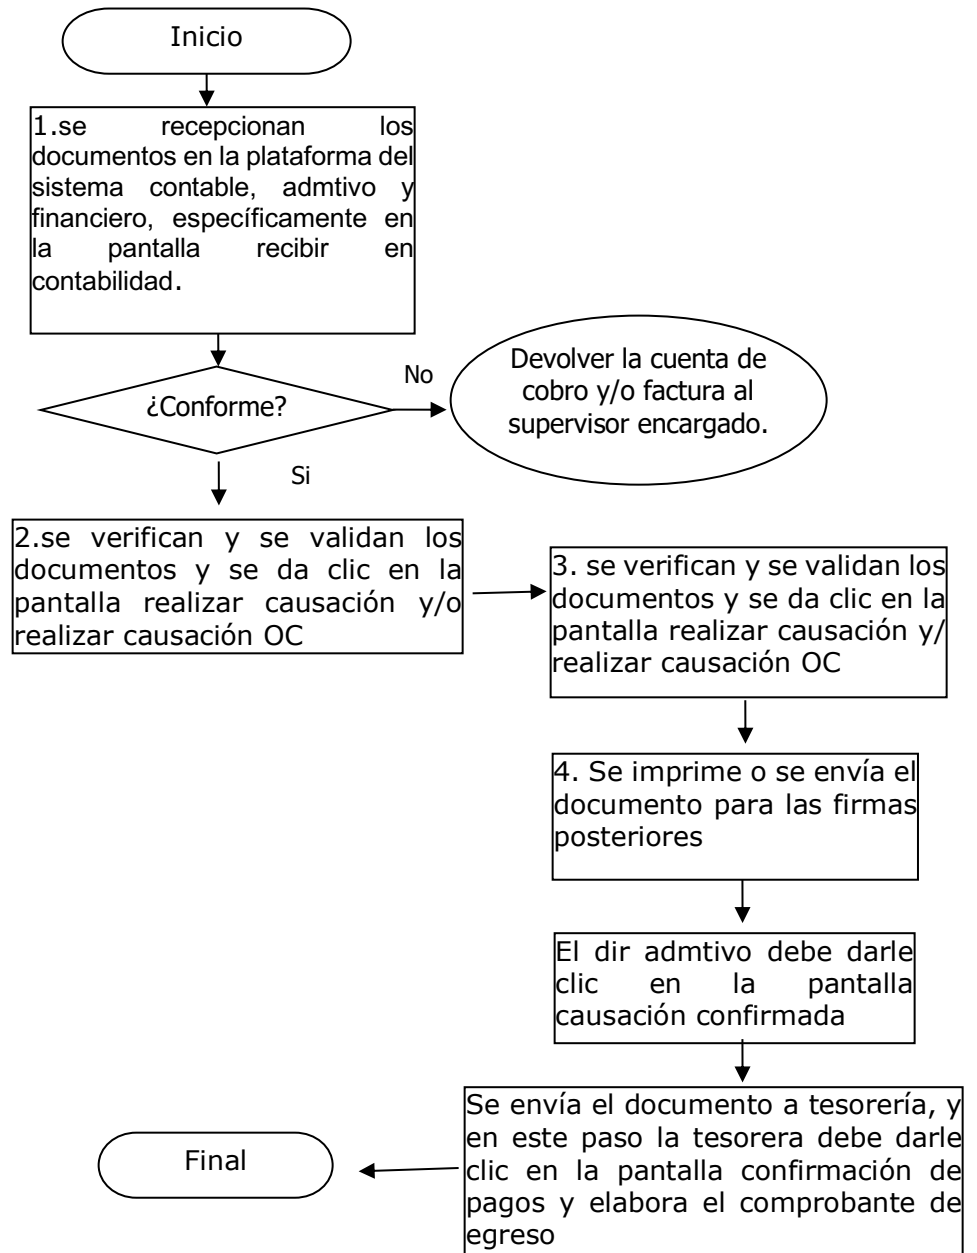 Inicio
1.se recepcionan los
documentos en la plataforma del
sistema contable, admtivo y
financiero, específicamente en
la pantalla recibir en
contabilidad.
¿Conforme?
No
Devolver la cuenta de
cobro y/o factura al
supervisor encargado.
Si
2.se verifican y se validan los
documentos y se da clic en la
pantalla realizar causación y/o
realizar causación OC
3. se verifican y se validan los
documentos y se da clic en la
pantalla realizar causación y/
realizar causación OC
4. Se imprime o se envía el
documento para las firmas
posteriores
El dir admtivo debe darle
clic en la pantalla
causación confirmada
Se envía el documento a tesorería, y
en este paso la tesorera debe darle
clic en la pantalla confirmación de
pagos y elabora el comprobante de
egreso
Final